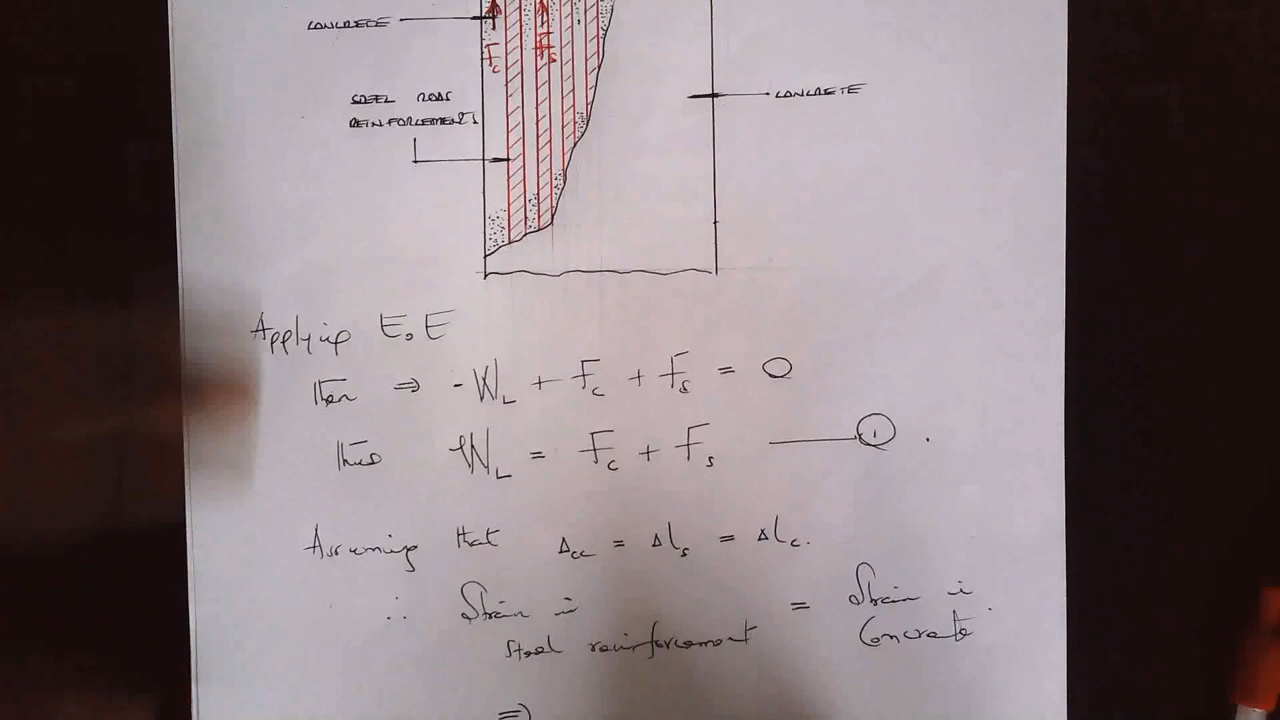 CONCRETE
Fc
Fs
STEEL RODS
REINFORCEMENTS
CONCRETE
Applying E.E
then ⇒ -WL + Fc + Fs = 0
thus WL = Fc + Fs ——— ①.
Assuming that Δcc = Δls = Δlc.
∴ Strain in = Strain in
steel reinforcement Concrete
⇒